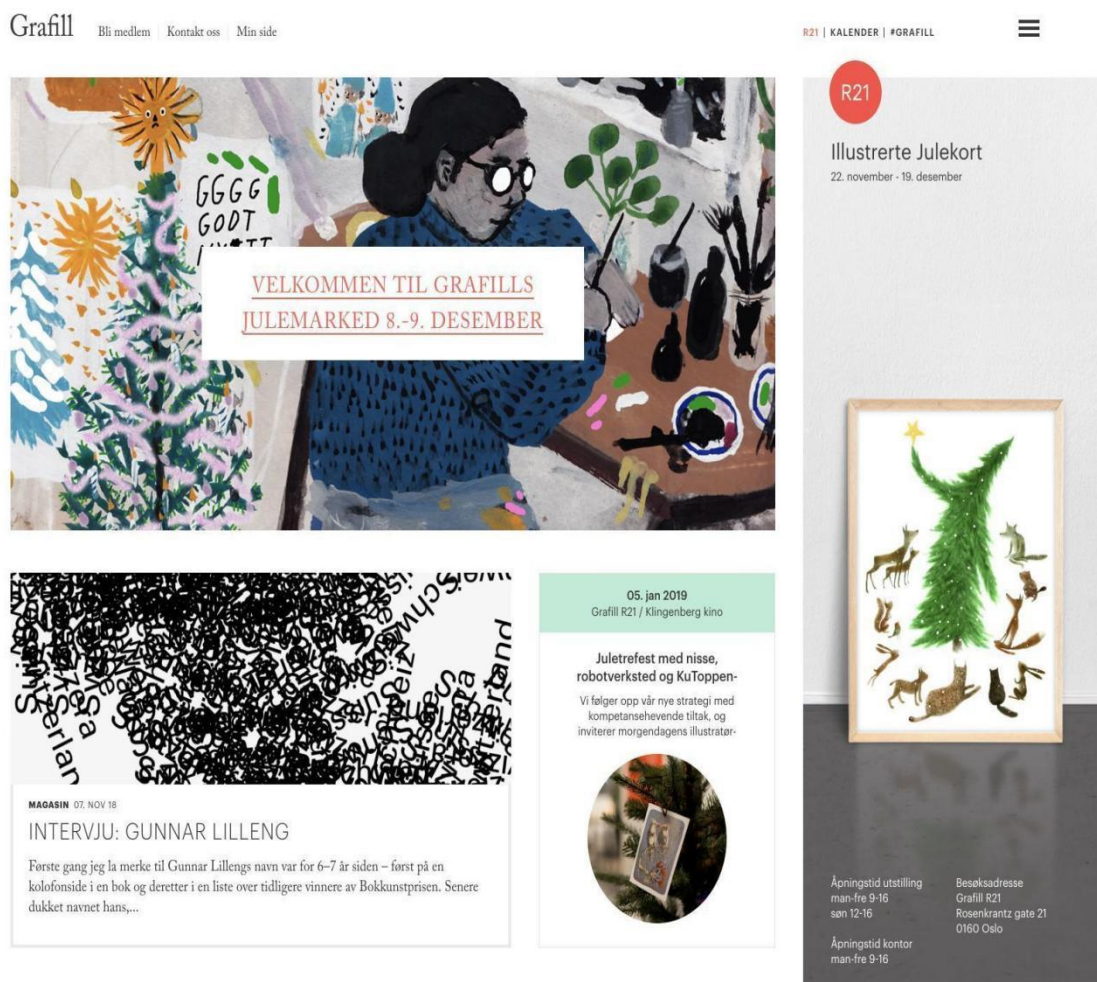 Grafill
Bli medlem
Kontakt oss
Min side
R21 | KALENDER | #GRAFILL
R21
Illustrerte Julekort
22. november - 19. desember
GGGG
GODT
VELKOMMEN TIL GRAFILLS
JULEMARKED 8.-9. DESEMBER
MAGASIN 07. NOV 18
INTERVJU: GUNNAR LILLENG
Første gang jeg la merke til Gunnar Lillengs navn var for 6–7 år siden – først på en
kolofonside i en bok og deretter i en liste over tidligere vinnere av Bokkunstprisen. Senere
dukket navnet hans,...
05. jan 2019
Grafill R21 / Klingenberg kino
Juletrefest med nisse,
robotverksted og KuToppen-
Vi følger opp vår nye strategi med
kompetansehevende tiltak, og
inviterer morgendagens illustratør-
Åpningstid utstilling
man-fre 9-16
søn 12-16
Åpningstid kontor
man-fre 9-16
Besøksadresse
Grafill R21
Rosenkrantz gate 21
0160 Oslo